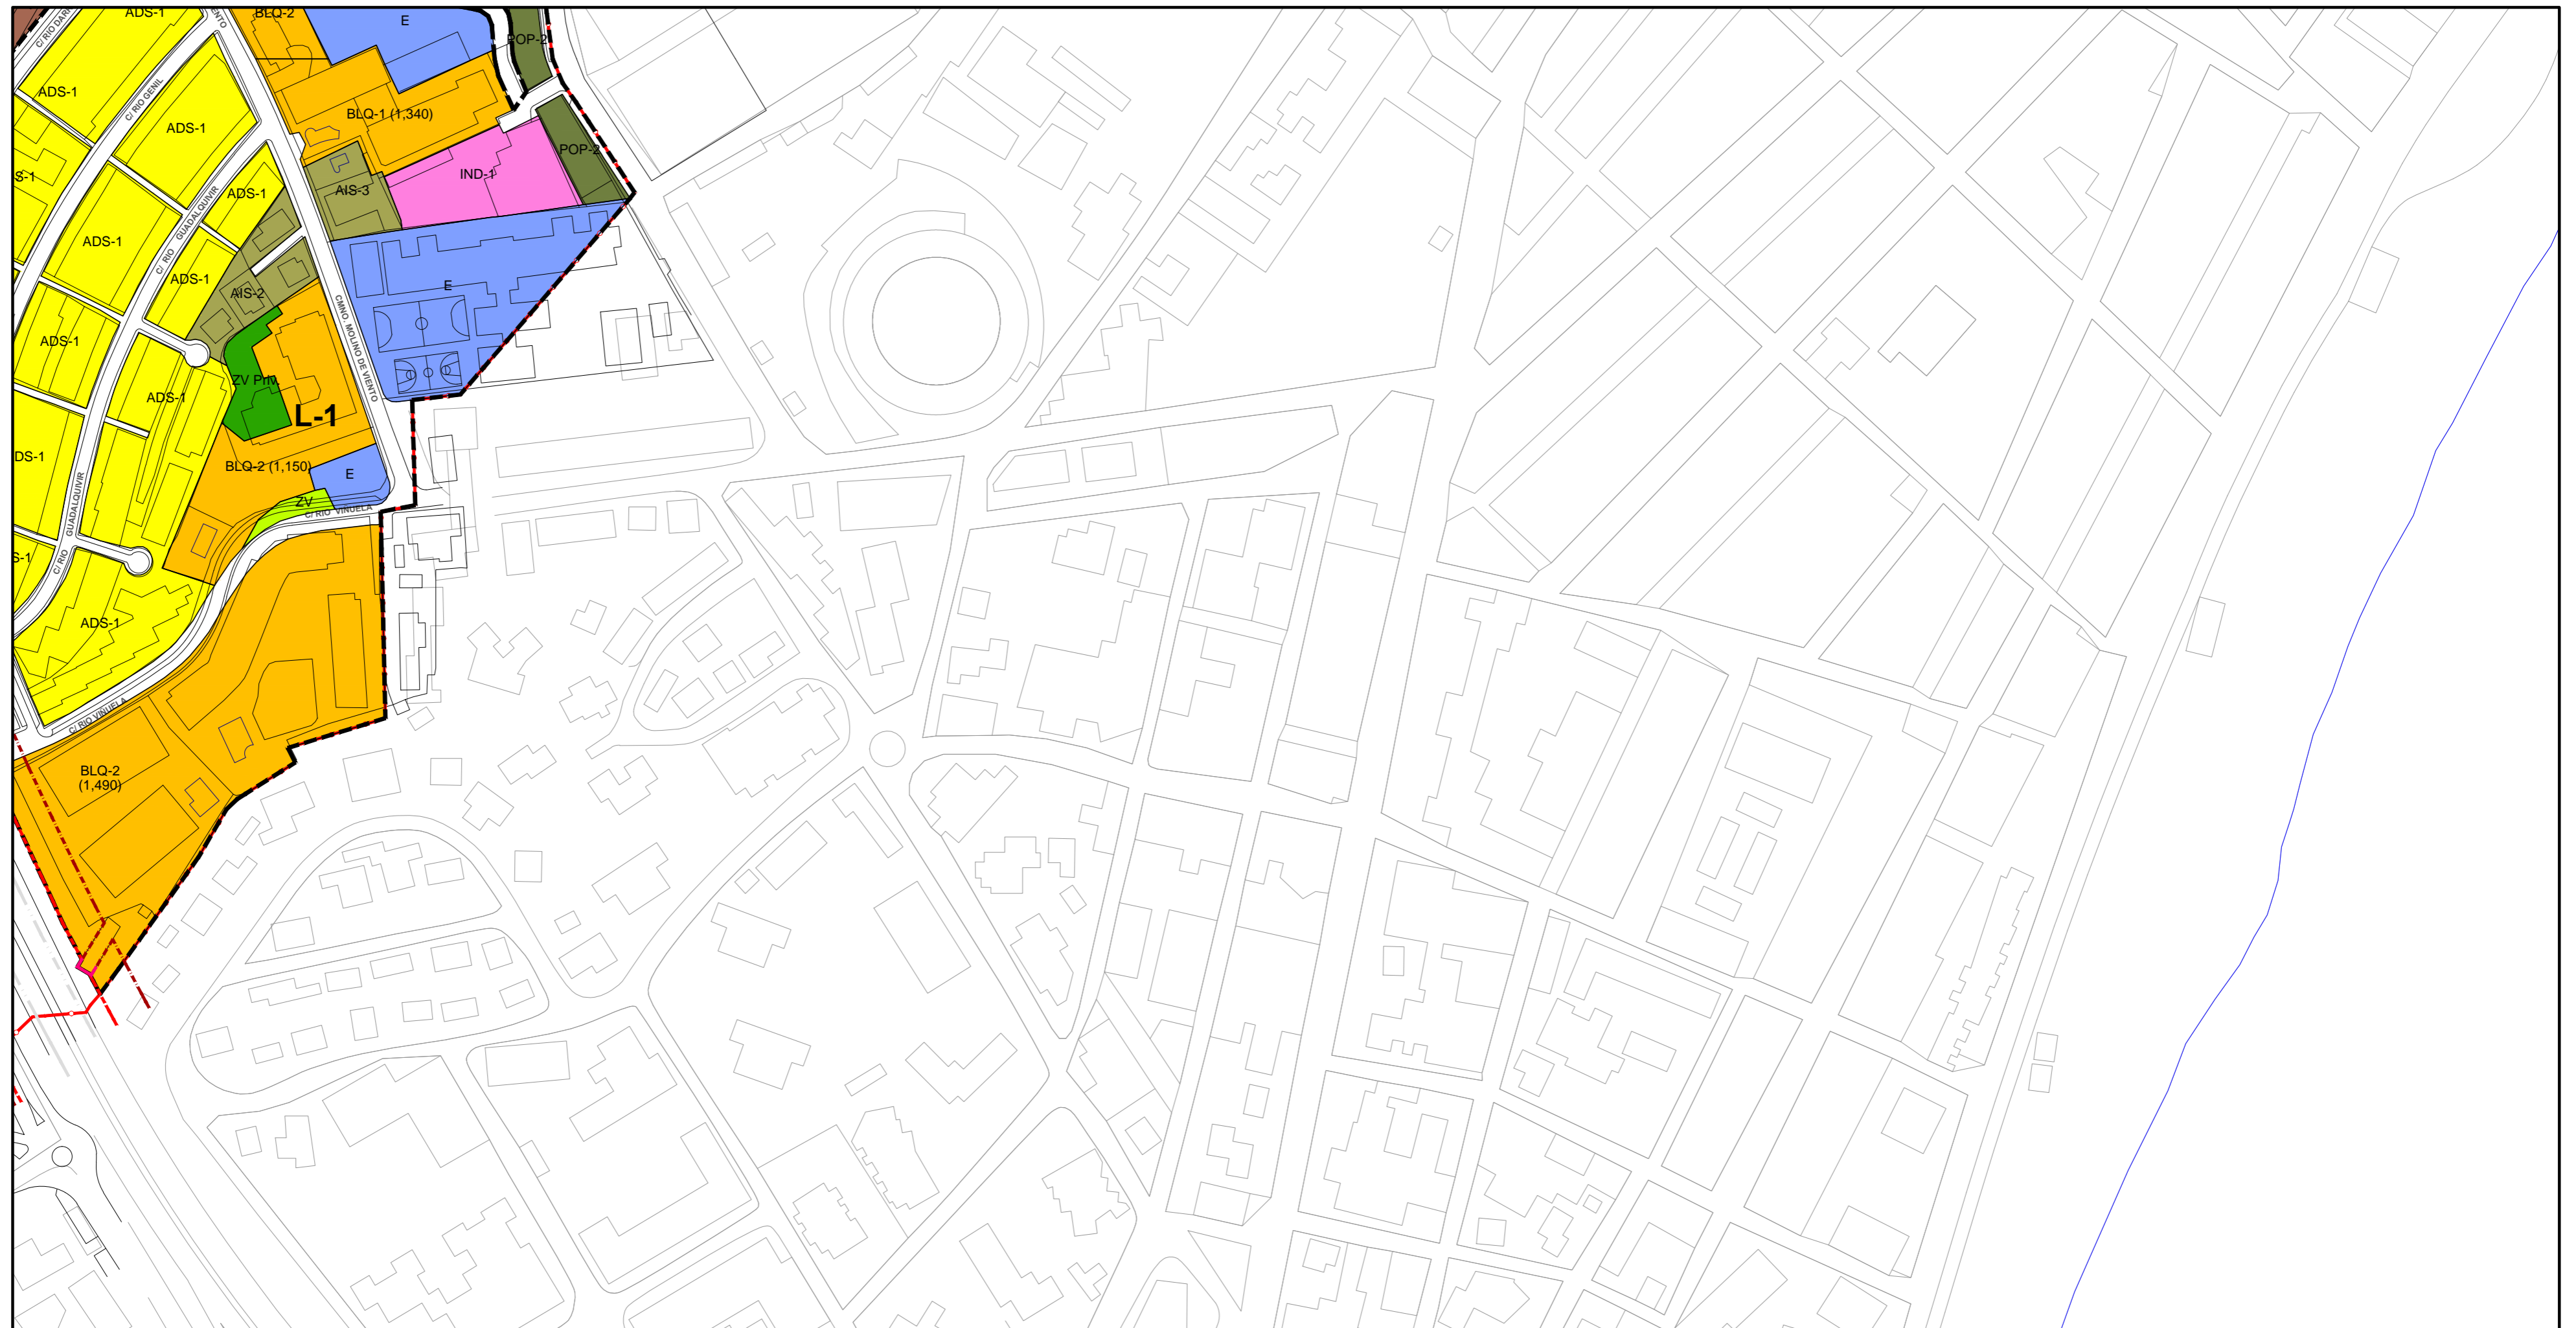 ADS-1
BLQ-2
E
C/ RIO DARR
ENTO
POP-2
ADS-1
C/ RIO GENIL
BLQ-1 (1,340)
ADS-1
POP-2
IND-1
S-1
AIS-3
ADS-1
C/ RIO GUADALQUIVIR
ADS-1
ADS-1
E
AIS-2
CMNO. MOLINO DE VIENTO
ADS-1
ZV Priv.
ADS-1
L-1
DS-1
BLQ-2 (1,150)
E
ZV
C/ RIO VIÑUELA
C/ RIO GUADALQUIVIR
S-1
ADS-1
C/ RIO VIÑUELA
BLQ-2
(1,490)